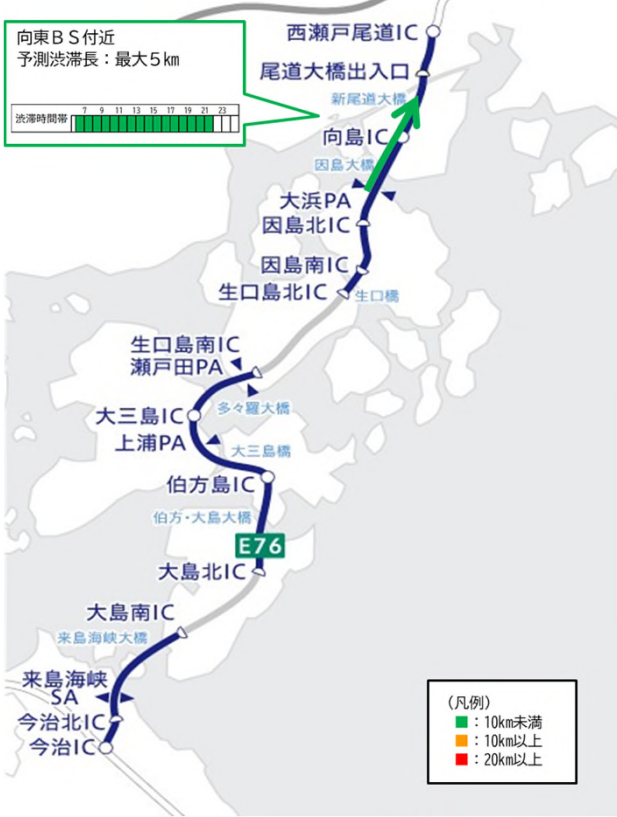 向東ＢＳ付近
予測渋滞長：最大５㎞
渋滞時間帯 7 9 11 13 15 17 19 21 23
西瀬戸尾道IC
尾道大橋出入口
新尾道大橋
向島IC
因島大橋
大浜PA
因島北IC
因島南IC
生口島北IC
生口橋
生口島南IC
瀬戸田PA
多々羅大橋
大三島IC
上浦PA
大三島橋
伯方島IC
伯方・大島大橋
E76
大島北IC
大島南IC
来島海峡大橋
来島海峡
SA
今治北IC
今治IC
（凡例）
：10㎞未満
：10㎞以上
：20㎞以上